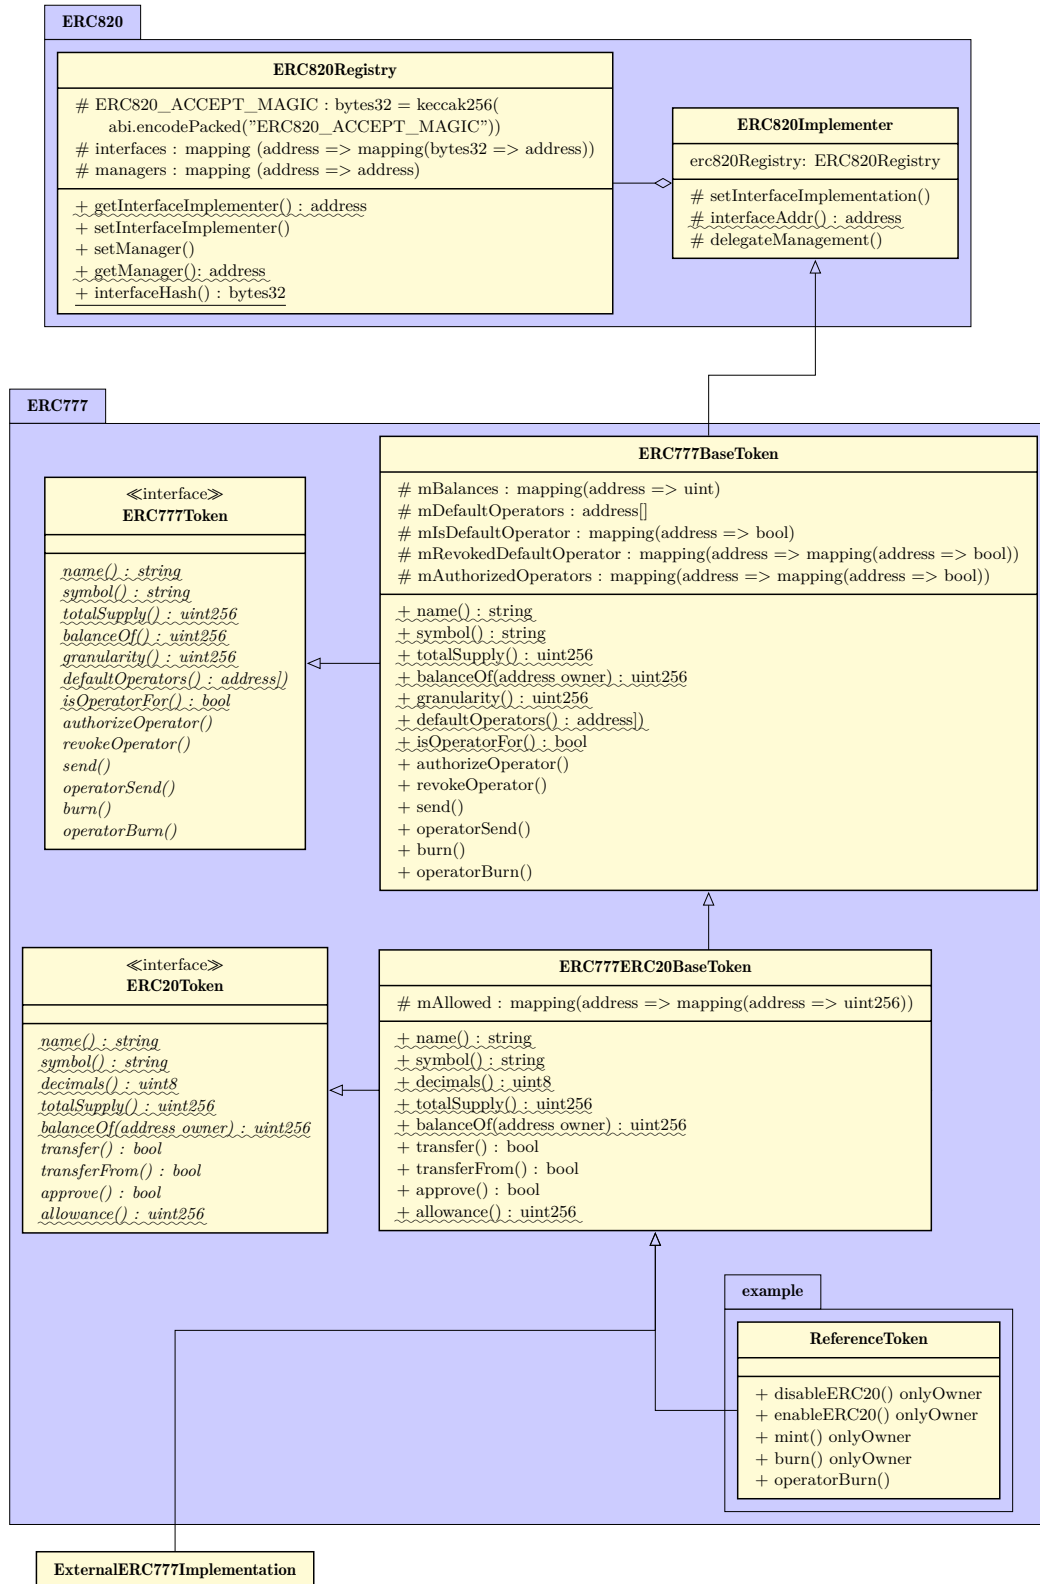 ERC820
ERC820Registry
# ERC820_ACCEPT_MAGIC : bytes32 = keccak256(
abi.encodePacked("ERC820_ACCEPT_MAGIC"))
# interfaces : mapping (address => mapping(bytes32 => address))
# managers : mapping (address => address)
+ getInterfaceImplementer() : address
+ setInterfaceImplementer()
+ setManager()
+ getManager(): address
+ interfaceHash() : bytes32
ERC820Implementer
erc820Registry: ERC820Registry
# setInterfaceImplementation()
# interfaceAddr() : address
# delegateManagement()
ERC777
≪interface≫
ERC777Token
name() : string
symbol() : string
totalSupply() : uint256
balanceOf() : uint256
granularity() : uint256
defaultOperators() : address])
isOperatorFor() : bool
authorizeOperator()
revokeOperator()
send()
operatorSend()
burn()
operatorBurn()
ERC777BaseToken
# mBalances : mapping(address => uint)
# mDefaultOperators : address[]
# mIsDefaultOperator : mapping(address => bool)
# mRevokedDefaultOperator : mapping(address => mapping(address => bool))
# mAuthorizedOperators : mapping(address => mapping(address => bool))
+ name() : string
+ symbol() : string
+ totalSupply() : uint256
+ balanceOf(address owner) : uint256
+ granularity() : uint256
+ defaultOperators() : address])
+ isOperatorFor() : bool
+ authorizeOperator()
+ revokeOperator()
+ send()
+ operatorSend()
+ burn()
+ operatorBurn()
≪interface≫
ERC20Token
name() : string
symbol() : string
decimals() : uint8
totalSupply() : uint256
balanceOf(address owner) : uint256
transfer() : bool
transferFrom() : bool
approve() : bool
allowance() : uint256
ERC777ERC20BaseToken
# mAllowed : mapping(address => mapping(address => uint256))
+ name() : string
+ symbol() : string
+ decimals() : uint8
+ totalSupply() : uint256
+ balanceOf(address owner) : uint256
+ transfer() : bool
+ transferFrom() : bool
+ approve() : bool
+ allowance() : uint256
example
ReferenceToken
+ disableERC20() onlyOwner
+ enableERC20() onlyOwner
+ mint() onlyOwner
+ burn() onlyOwner
+ operatorBurn()
ExternalERC777Implementation